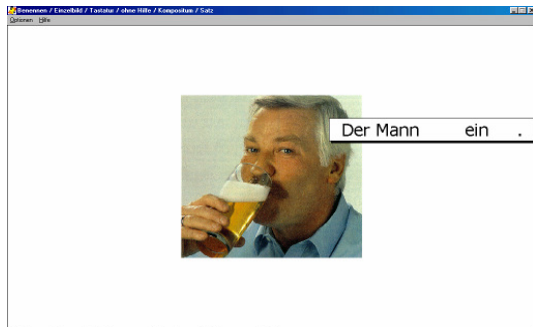 Benennen / Einzelbild / Tastatur / ohne Hilfe / Kompositum / Satz
Optionen Hilfe
Der Mann ein .